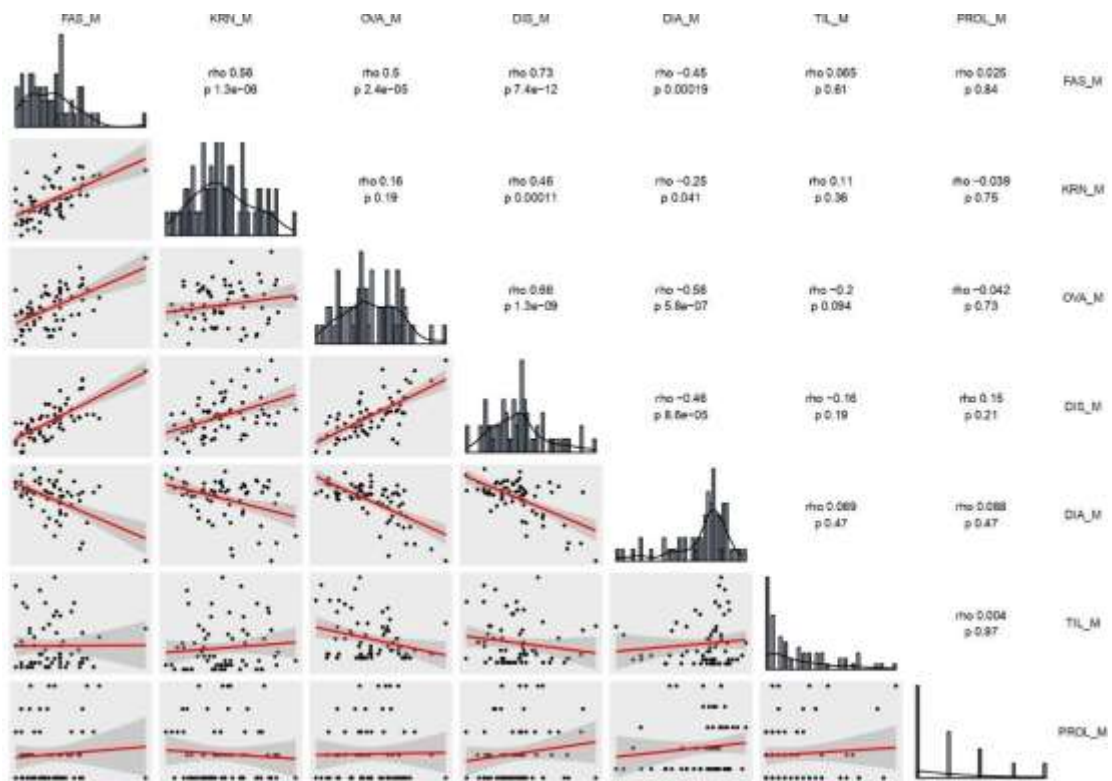 FAS_M KRN_M OVA_M DIS_M DIA_M TIL_M PROL_M
rho 0.56 rho 0.5 rho 0.73 rho −0.45 rho 0.065 rho 0.025
p 1.3e−06 p 2.4e−05 p 7.4e−12 p 0.00019 p 0.61 p 0.84
FAS_M
rho 0.16 rho 0.46 rho −0.25 rho 0.11 rho −0.039
p 0.19 p 0.00011 p 0.041 p 0.36 p 0.75
KRN_M
rho 0.66 rho −0.56 rho −0.2 rho −0.042
p 1.3e−09 p 5.8e−07 p 0.094 p 0.73
OVA_M
rho −0.46 rho −0.16 rho 0.15
p 8.6e−05 p 0.19 p 0.21
DIS_M
rho 0.089 rho 0.088
p 0.47 p 0.47
DIA_M
rho 0.004
p 0.97
TIL_M
PROL_M